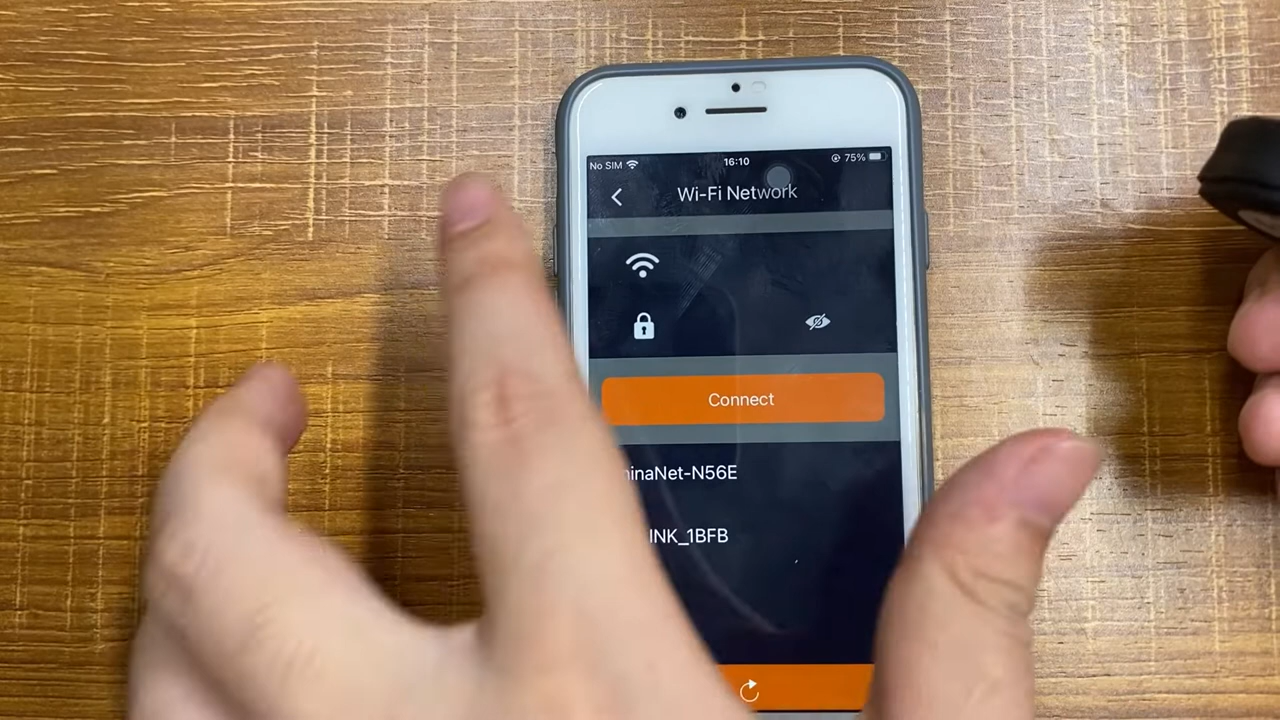 No SIM 16:10 75%
Wi-Fi Network
Connect
inaNet-N56E
INK_1BFB